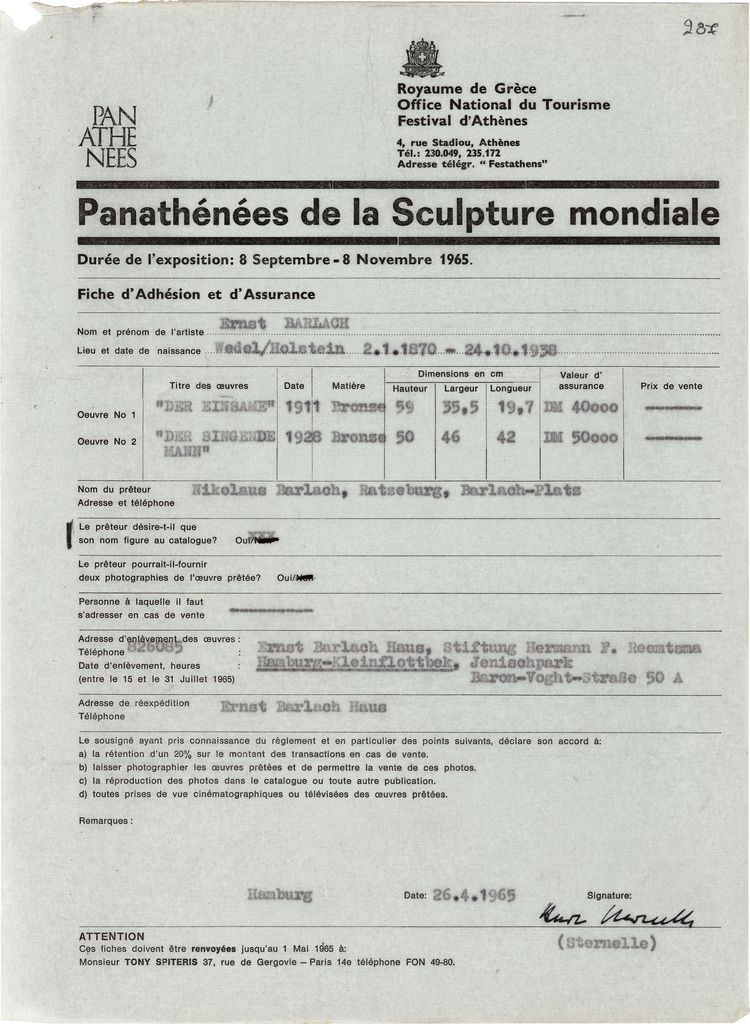 287
PAN
ATHE
NEES
Royaume de Grèce
Office National du Tourisme
Festival d'Athènes
4, rue Stadiou, Athènes
Tél.: 230.049, 235.172
Adresse télégr. “ Festathens”
Panathénées de la Sculpture mondiale
Durée de l'exposition: 8 Septembre - 8 Novembre 1965.
Fiche d'Adhésion et d'Assurance
Nom et prénom de l'artiste Ernst BARLACH
Lieu et date de naissance Wedel/Holstein 2.1.1870 - 24.10.1938
Titre des œuvres Date Matière Dimensions en cm Hauteur Largeur Longueur Valeur d' assurance Prix de vente
Oeuvre No 1 "DER EINSAME" 1911 Bronze 59 35,5 19,7 DM 40ooo
Oeuvre No 2 "DER SINGENDE 1928 Bronze 50 46 42 DM 50ooo
MANN"
Nom du prêteur Nikolaus Barlach, Ratzeburg, Barlach-Platz
Adresse et téléphone
Le prêteur désire-t-il que
son nom figure au catalogue? Oui/
Le prêteur pourrait-il-fournir
deux photographies de l'œuvre prêtée? Oui/Non
Personne à laquelle il faut
s'adresser en cas de vente
Adresse d'enlèvement des œuvres :
Téléphone 826085 : Ernst Barlach Haus, Stiftung Hermann F. Reemtsma
Date d'enlèvement, heures : Hamburg-Kleinflottbek, Jenischpark
(entre le 15 et le 31 Juillet 1965) Baron-Voght-Straße 50 A
Adresse de réexpédition Ernst Barlach Haus
Téléphone
Le sousigné ayant pris connaissance du règlement et en particulier des points suivants, déclare son accord à:
a) la rétention d'un 20% sur le montant des transactions en cas de vente.
b) laisser photographier les œuvres prêtées et de permettre la vente de ces photos.
c) la réproduction des photos dans le catalogue ou toute autre publication.
d) toutes prises de vue cinématographiques ou télévisées des œuvres prêtées.
Remarques :
Hamburg Date: 26.4.1965 Signature:
(Sternelle)
ATTENTION
Ces fiches doivent être renvoyées jusqu'au 1 Mai 1965 à:
Monsieur TONY SPITERIS 37, rue de Gergovie – Paris 14e téléphone FON 49-80.